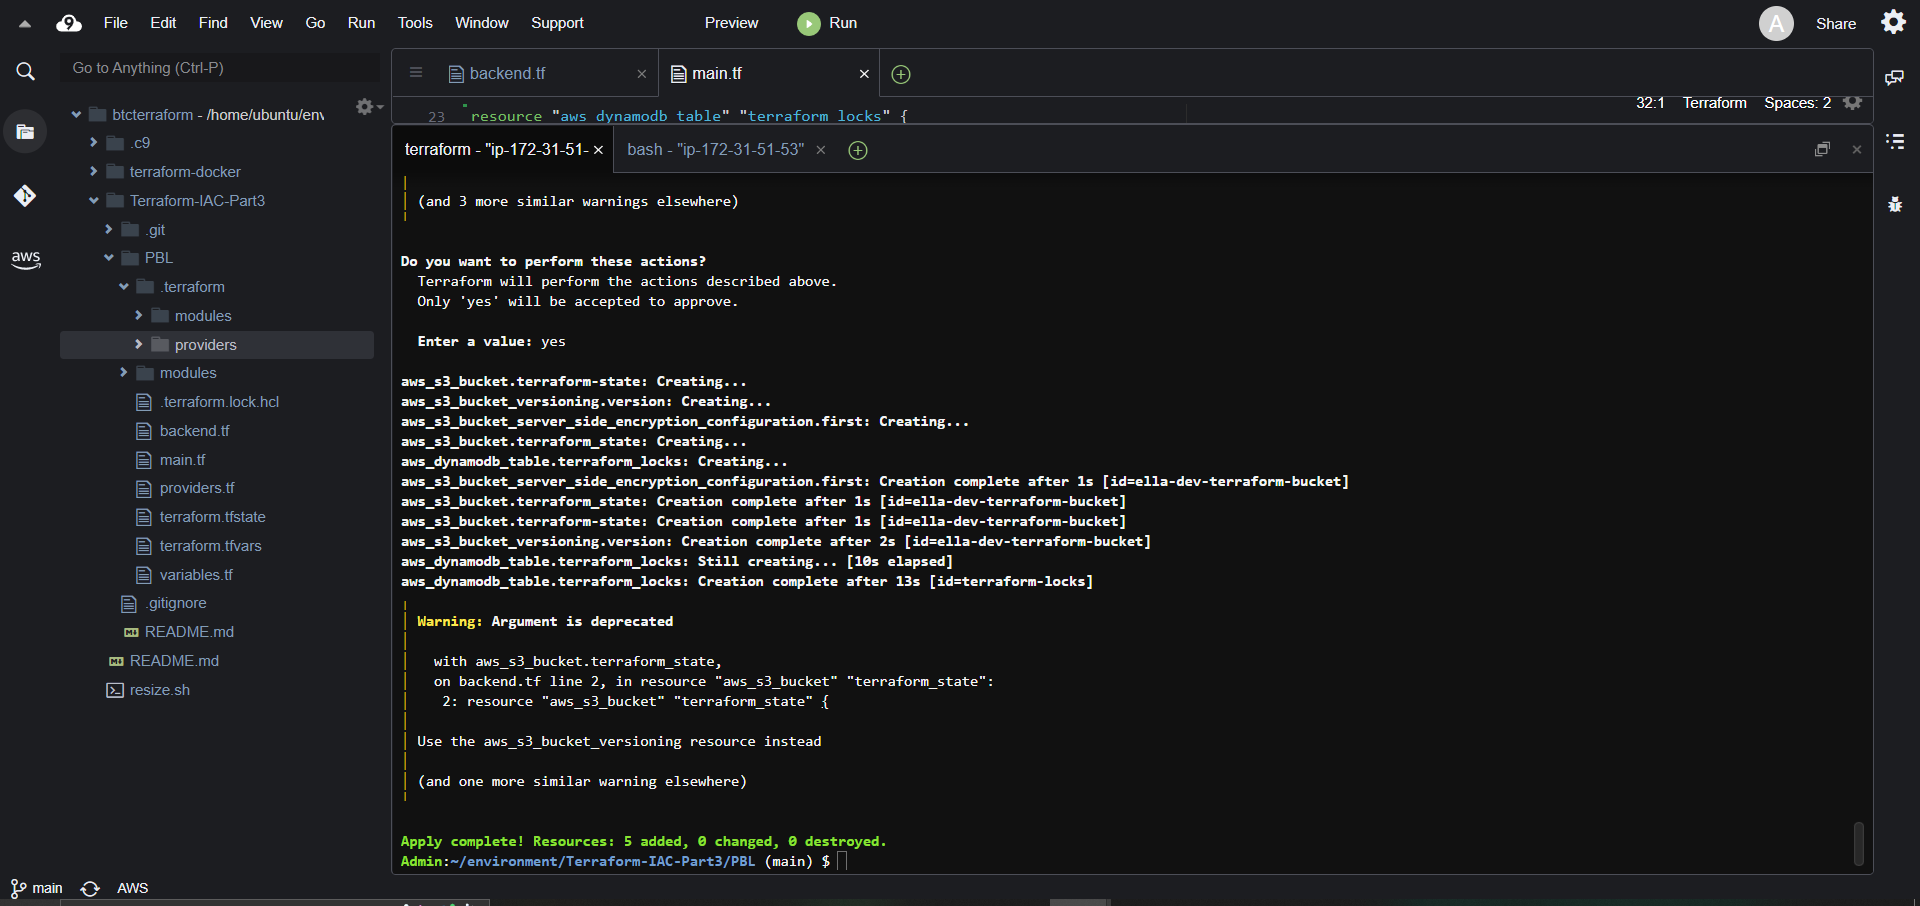 File Edit Find View Go Run Tools Window Support Preview Run A Share
Go to Anything (Ctrl-P)
backend.tf
main.tf
32:1 Terraform Spaces: 2
23 resource "aws_dynamodb_table" "terraform_locks" {
terraform - "ip-172-31-51-
bash - "ip-172-31-51-53"
aws
btcterraform - /home/ubuntu/env
.c9
terraform-docker
Terraform-IAC-Part3
.git
PBL
.terraform
modules
providers
modules
.terraform.lock.hcl
backend.tf
main.tf
providers.tf
terraform.tfstate
terraform.tfvars
variables.tf
.gitignore
README.md
README.md
resize.sh
(and 3 more similar warnings elsewhere)
Do you want to perform these actions?
Terraform will perform the actions described above.
Only 'yes' will be accepted to approve.
Enter a value: yes
aws_s3_bucket.terraform-state: Creating...
aws_s3_bucket_versioning.version: Creating...
aws_s3_bucket_server_side_encryption_configuration.first: Creating...
aws_s3_bucket.terraform_state: Creating...
aws_dynamodb_table.terraform_locks: Creating...
aws_s3_bucket_server_side_encryption_configuration.first: Creation complete after 1s [id=ella-dev-terraform-bucket]
aws_s3_bucket.terraform_state: Creation complete after 1s [id=ella-dev-terraform-bucket]
aws_s3_bucket.terraform-state: Creation complete after 1s [id=ella-dev-terraform-bucket]
aws_s3_bucket_versioning.version: Creation complete after 2s [id=ella-dev-terraform-bucket]
aws_dynamodb_table.terraform_locks: Still creating... [10s elapsed]
aws_dynamodb_table.terraform_locks: Creation complete after 13s [id=terraform-locks]
Warning: Argument is deprecated
with aws_s3_bucket.terraform_state,
on backend.tf line 2, in resource "aws_s3_bucket" "terraform_state":
2: resource "aws_s3_bucket" "terraform_state" {
Use the aws_s3_bucket_versioning resource instead
(and one more similar warning elsewhere)
Apply complete! Resources: 5 added, 0 changed, 0 destroyed.
Admin:~/environment/Terraform-IAC-Part3/PBL (main) $
main AWS